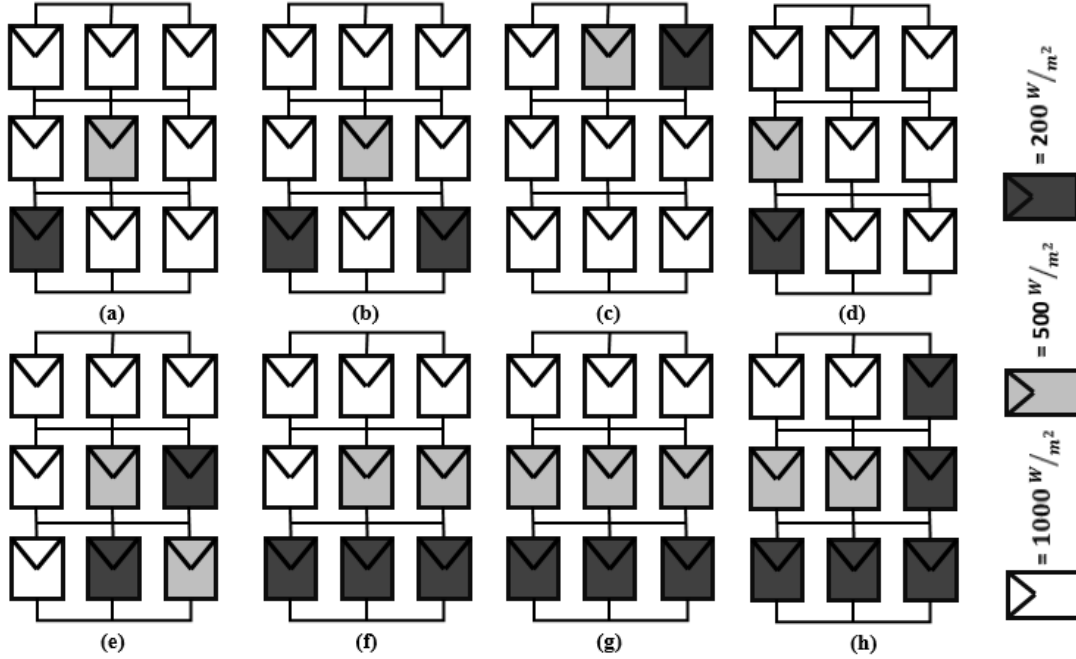 (a) (b) (c) (d)
(e) (f) (g) (h)
= 200 W/m²
= 500 W/m²
= 1000 W/m²